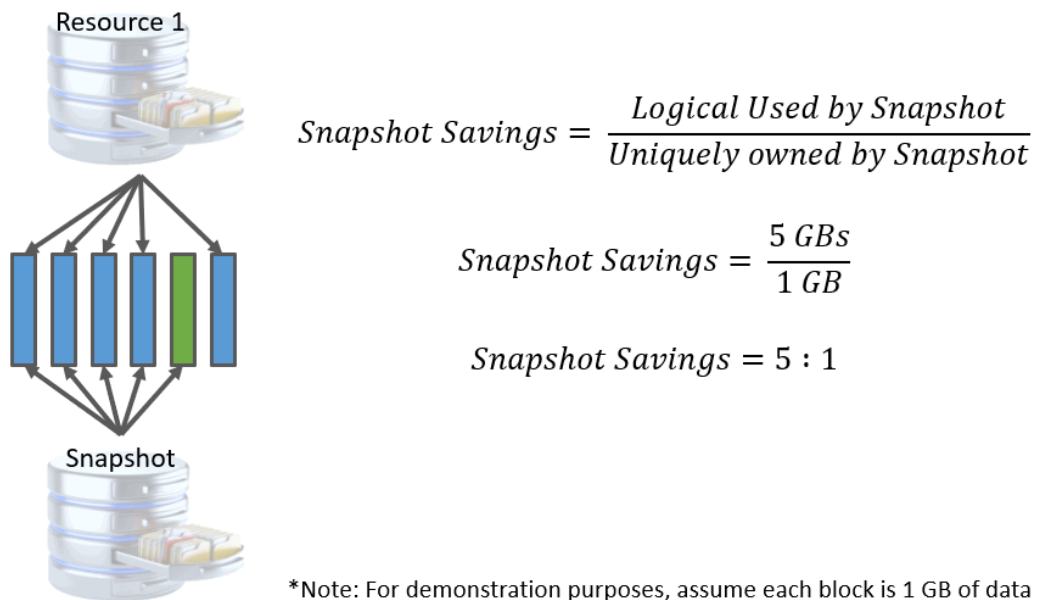 Resource 1
Snapshot Savings = Logical Used by Snapshot / Uniquely owned by Snapshot
Snapshot Savings = 5 GBs / 1 GB
Snapshot Savings = 5 : 1
Snapshot
*Note: For demonstration purposes, assume each block is 1 GB of data